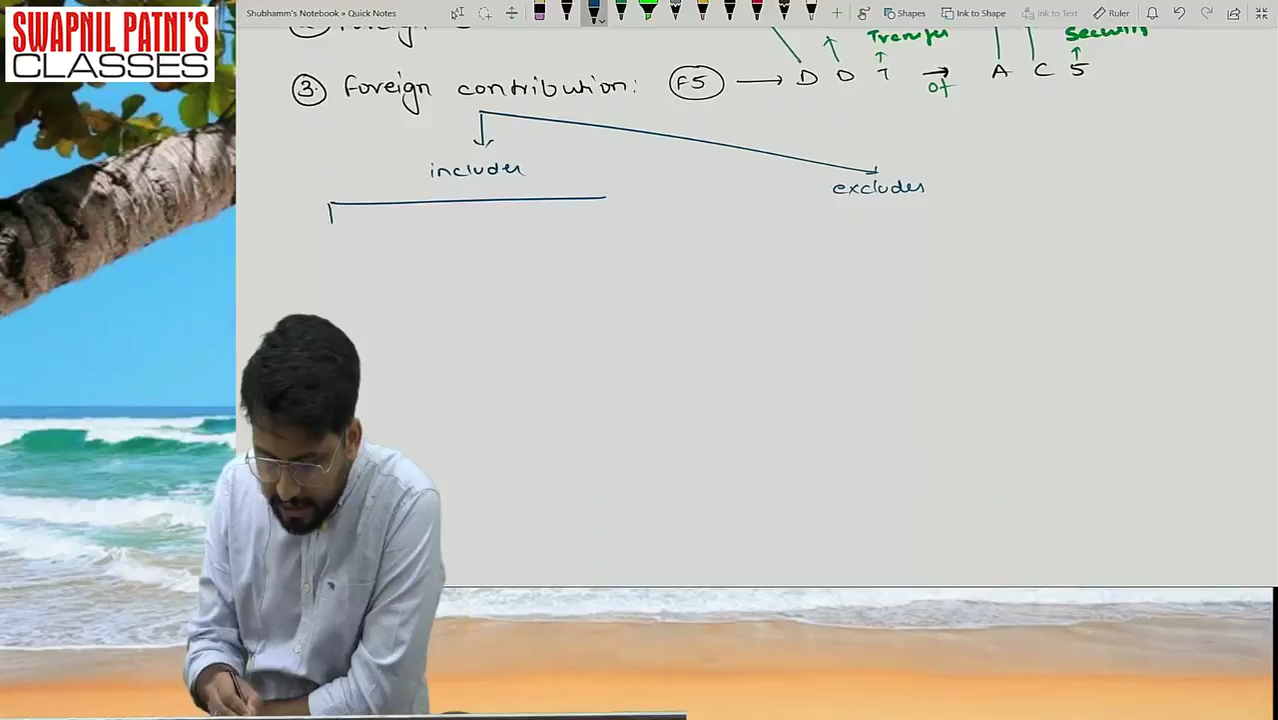 SWAPNIL PATNI'S
CLASSES
Shubhamm's Notebook » Quick Notes
Shapes
Ink to Shape
Ink to Text
Ruler
Transfer
Security
③ Foreign contribution: F5 → D D T → of A C S
includes
excludes